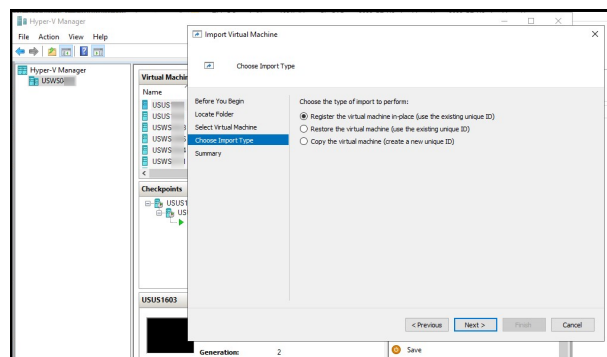 Hyper-V Manager
File Action View Help
Hyper-V Manager
USWS0
Virtual Machin
Name
USUS
USWS
USWS
USWS
USWS
Checkpoints
USUS1
US
USUS1603
Generation: 2
Save
Import Virtual Machine
Choose Import Type
Before You Begin
Locate Folder
Select Virtual Machine
Choose Import Type
Summary
Choose the type of import to perform:
Register the virtual machine in-place (use the existing unique ID)
Restore the virtual machine (use the existing unique ID)
Copy the virtual machine (create a new unique ID)
< Previous Next > Finish Cancel